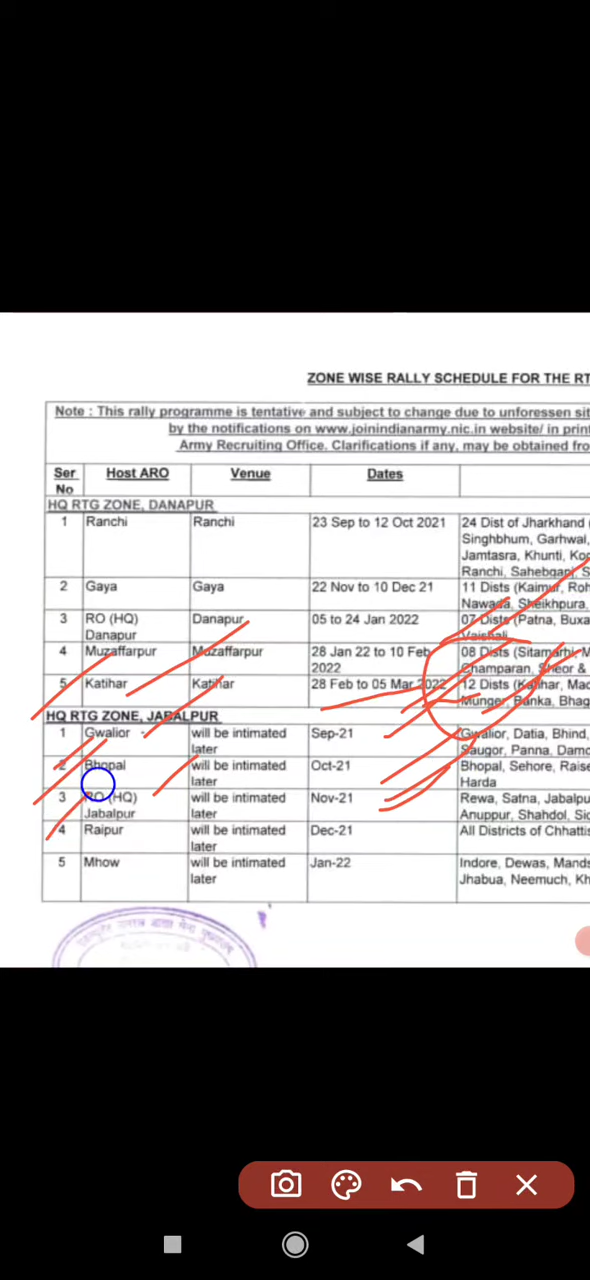 ZONE WISE RALLY SCHEDULE FOR THE RT
Note : This rally programme is tentative and subject to change due to unforessen sit
by the notifications on www.joinindianarmy.nic.in website/ in print
Army Recruiting Office. Clarifications if any, may be obtained fro
Ser No Host ARO Venue Dates
HQ RTG ZONE, DANAPUR
1 Ranchi Ranchi 23 Sep to 12 Oct 2021 24 Dist of Jharkhand
Singhbhum, Garhwal,
Jamtasra, Khunti,
Ranchi, Sahebganj, S
2 Gaya Gaya 22 Nov to 10 Dec 21 11 Dists (Kaimur, Roh
Nawada, Sheikhpura,
3 RO (HQ) Danapur 05 to 24 Jan 2022 07 Dists (Patna, Buxa
Danapur Vaishali
4 Muzaffarpur Muzaffarpur 28 Jan 22 to 10 Feb 08 Dists (Sitamarhi, M
2022 Champaran, Sheor &
5 Katihar Katihar 28 Feb to 05 Mar 2022 12 Dists (Katihar, Mad
Munger, Banka, Bhag
HQ RTG ZONE, JABALPUR
1 Gwalior will be intimated Sep-21 Gwalior, Datia, Bhind,
later Saugor, Panna, Damo
2 Bhopal will be intimated Oct-21 Bhopal, Sehore, Raise
later Harda
3 RO (HQ) will be intimated Nov-21 Rewa, Satna, Jabalpu
Jabalpur later Anuppur, Shahdol, Sid
4 Raipur will be intimated Dec-21 All Districts of Chhattis
later
5 Mhow will be intimated Jan-22 Indore, Dewas, Mands
later Jhabua, Neemuch, Kh